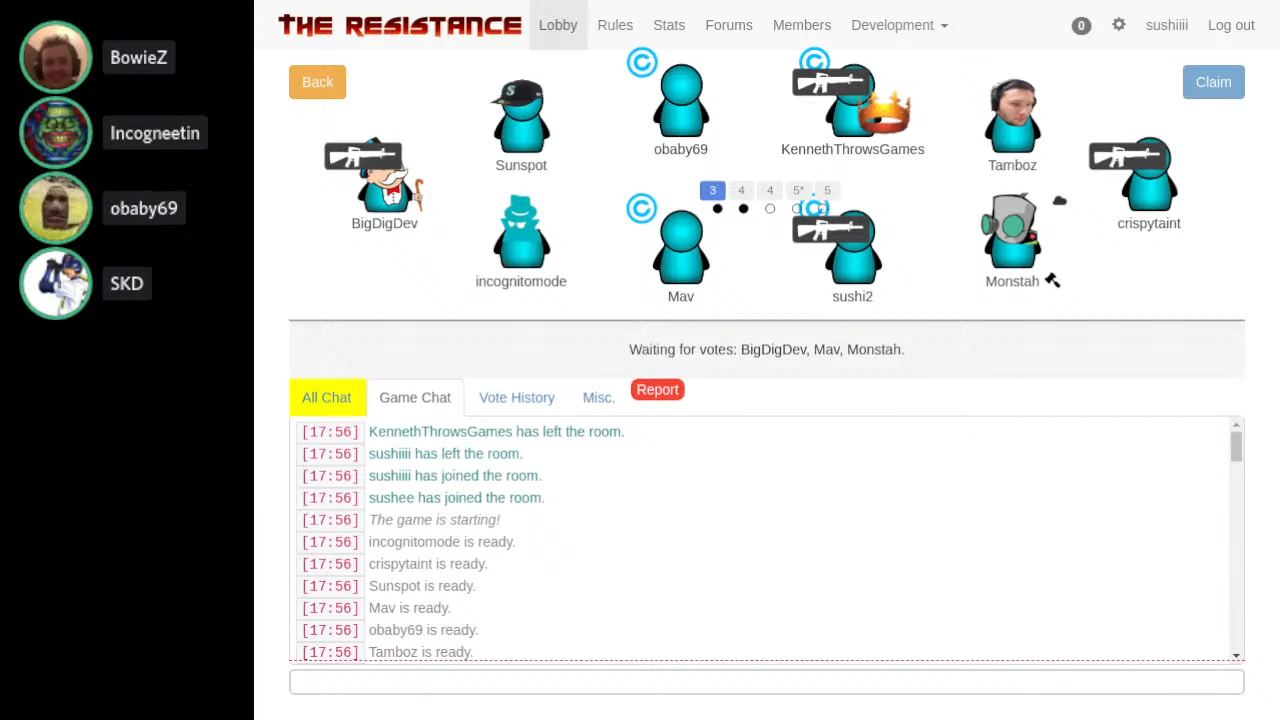 BowieZ
Incogneetin
obaby69
SKD
THE RESISTANCE
Lobby
Rules
Stats
Forums
Members
Development
0
sushiiii
Log out
Back
Claim
S
Sunspot
obaby69
KennethThrowsGames
Tamboz
BigDigDev
crispytaint
3 4 4 5* 5
incognitomode
Mav
sushi2
Monstah
Waiting for votes: BigDigDev, Mav, Monstah.
All Chat
Game Chat
Vote History
Misc.
Report
[17:56] KennethThrowsGames has left the room.
[17:56] sushiiii has left the room.
[17:56] sushiiii has joined the room.
[17:56] sushee has joined the room.
[17:56] The game is starting!
[17:56] incognitomode is ready.
[17:56] crispytaint is ready.
[17:56] Sunspot is ready.
[17:56] Mav is ready.
[17:56] obaby69 is ready.
[17:56] Tamboz is ready.